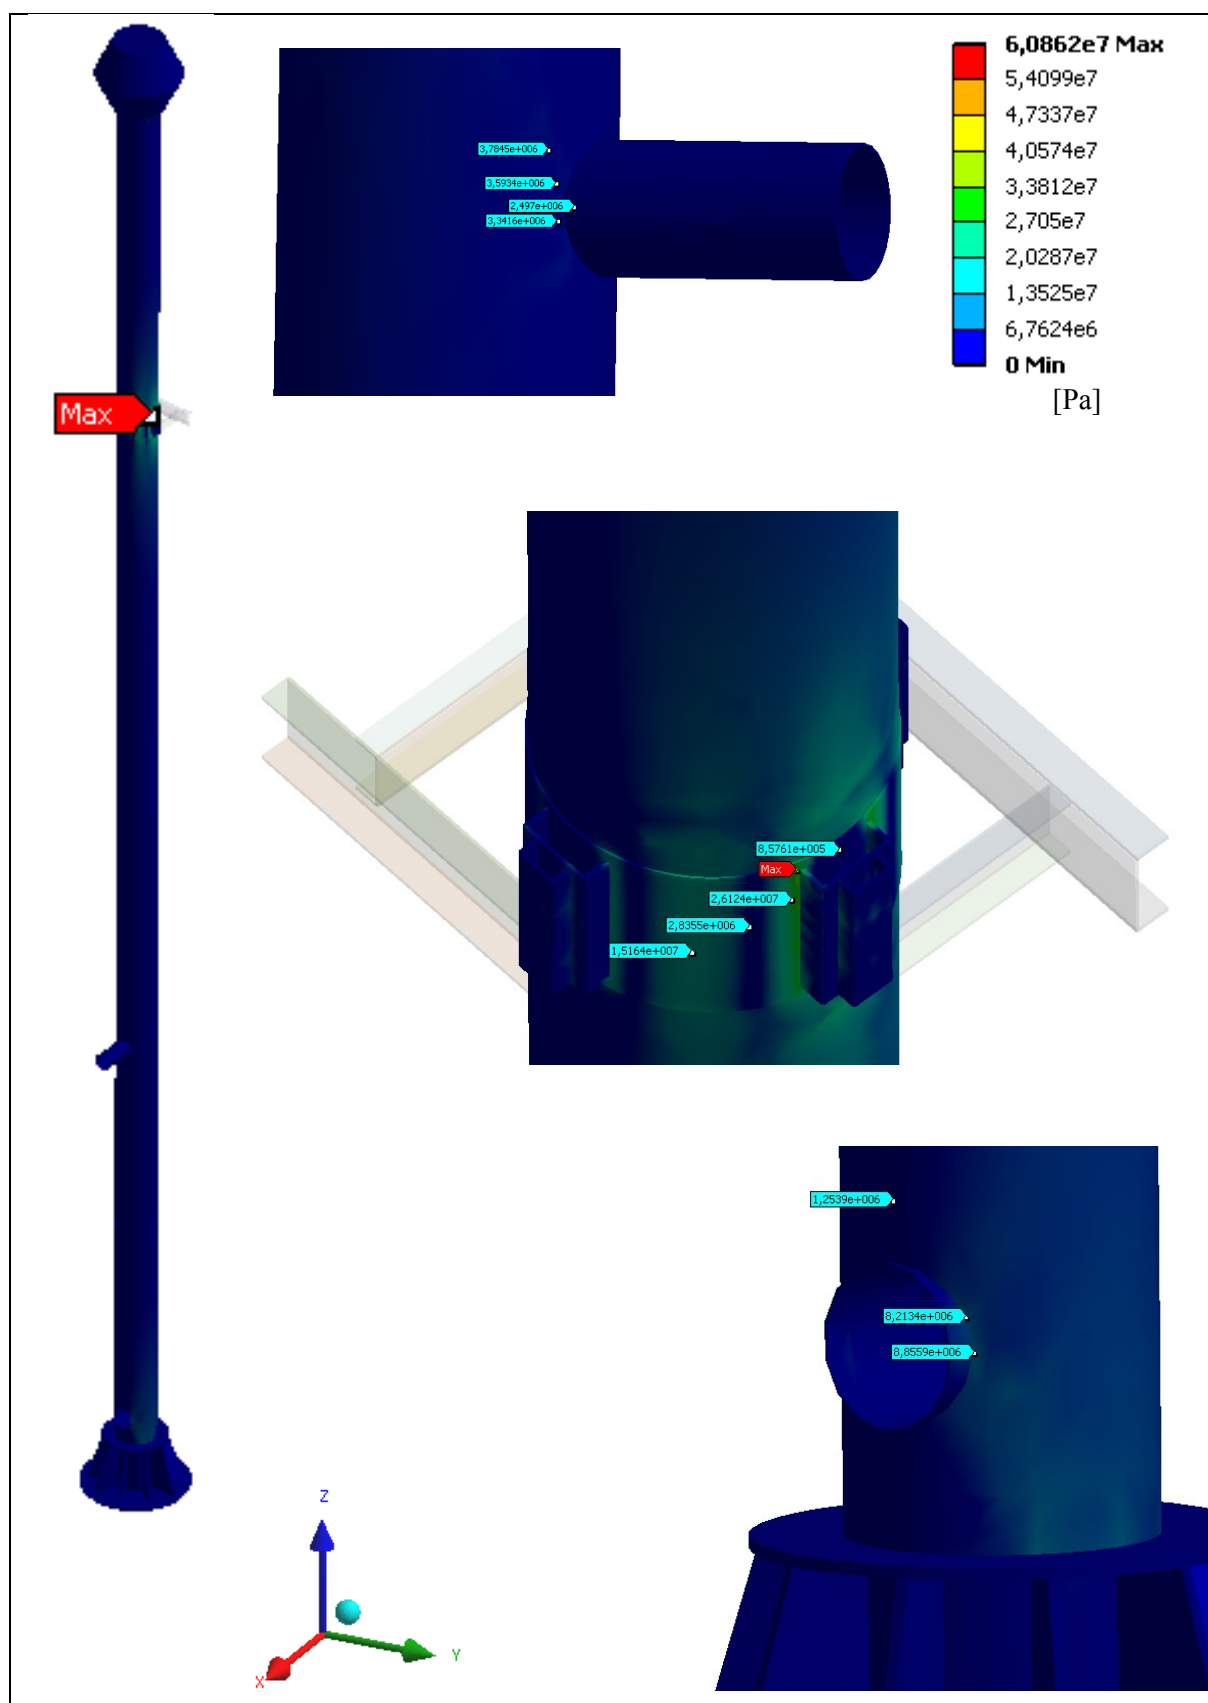 6,0862e7 Max
5,4099e7
4,7337e7
4,0574e7
3,3812e7
2,705e7
2,0287e7
1,3525e7
6,7624e6
0 Min
[Pa]
3,7845e+006
3,5934e+006
2,497e+006
3,3416e+006
Max
8,5761e+005
Max
2,6124e+007
2,8355e+006
1,5164e+007
1,2539e+006
8,2134e+006
8,8559e+006
Z
Y
X